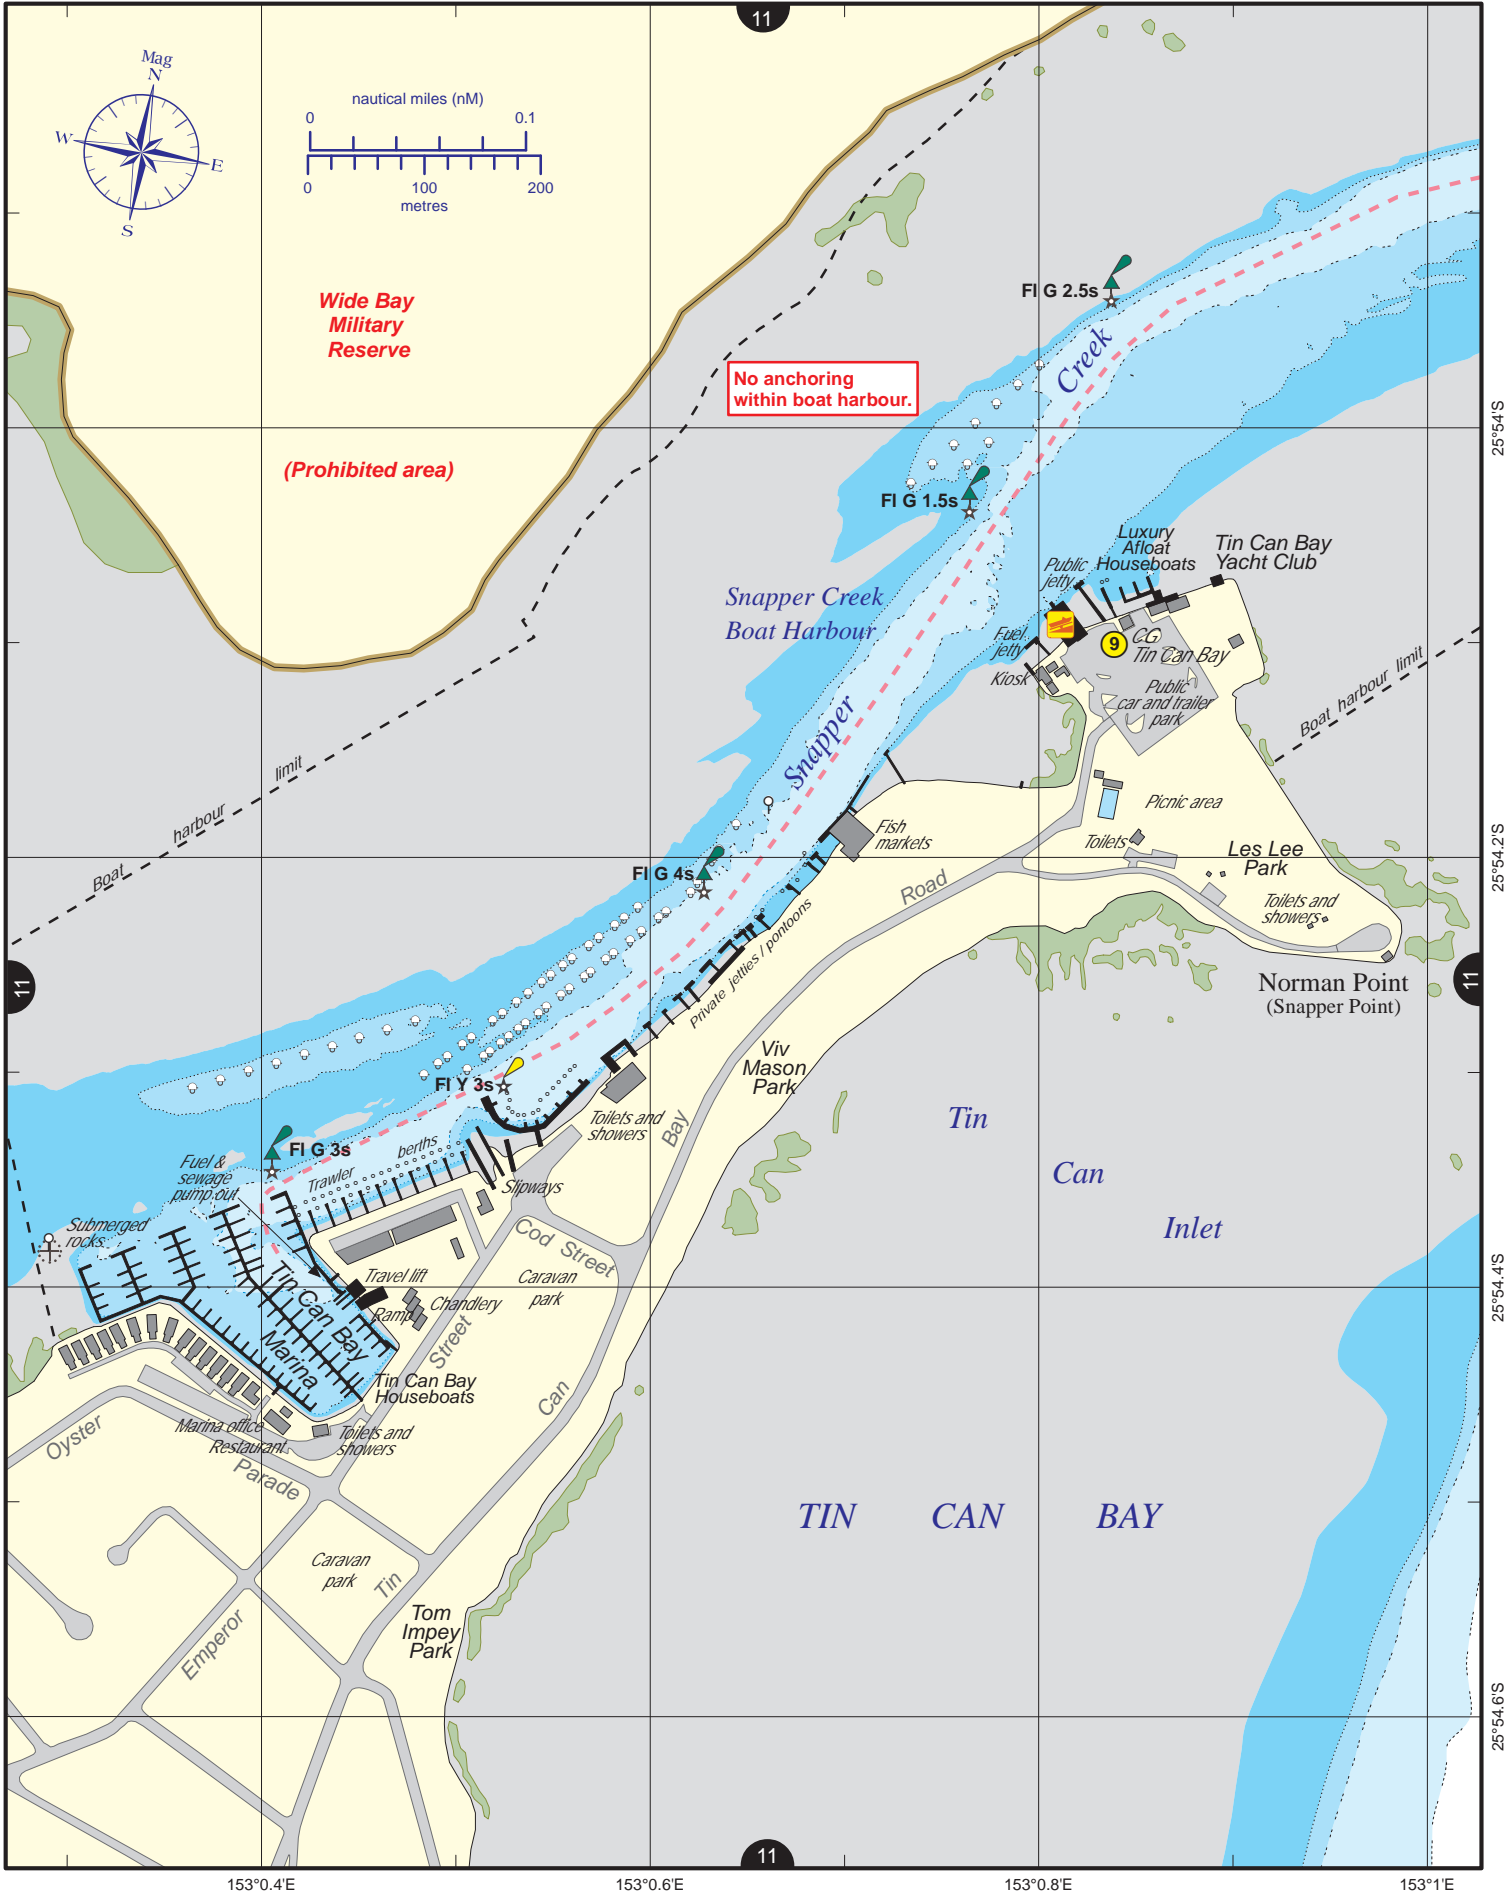 11
Mag
N
W
E
S
nautical miles (nM)
0
0.1
0
100
200
metres
Wide Bay
Military
Reserve
(Prohibited area)
No anchoring
within boat harbour.
Fl G 2.5s
Creek
25°54'S
Fl G 1.5s
Luxury
Afloat
Houseboats
Tin Can Bay
Yacht Club
Public
jetty
Snapper Creek
Boat Harbour
Fuel
jetty
9
CG
Tin Can Bay
Kiosk
Public
car and trailer
park
Boat harbour limit
Snapper
limit
harbour
Boat
Picnic area
Fish
markets
Toilets
Les Lee
Park
25°54.2'S
Fl G 4s
Road
Toilets and
showers
Private jetties / pontoons
11
11
Norman Point
(Snapper Point)
Viv
Mason
Park
Fl Y 3s
Toilets and
showers
Bay
Tin
Can
Inlet
Fl G 3s
berths
Trawler
Fuel &
sewage
pump out
Slipways
Submerged
rocks
Cod Street
Caravan
park
Travel lift
Ramp
Chandlery
25°54.4'S
Tin Can Bay
Marina
Street
Tin Can Bay
Houseboats
Can
Marina office
Restaurant
Toilets and
showers
Oyster
Parade
TIN CAN BAY
Caravan
park
Tin
Tom
Impey
Park
Emperor
25°54.6'S
11
153°0.4'E
153°0.6'E
153°0.8'E
153°1'E